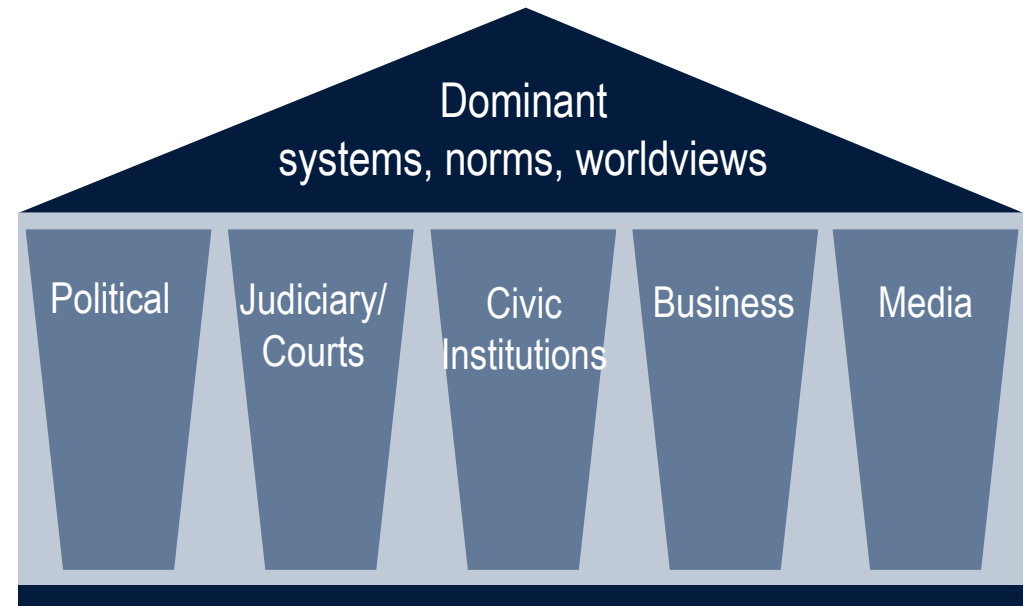 Dominant
systems, norms, worldviews
Political
Judiciary/
Courts
Civic
Institutions
Business
Media